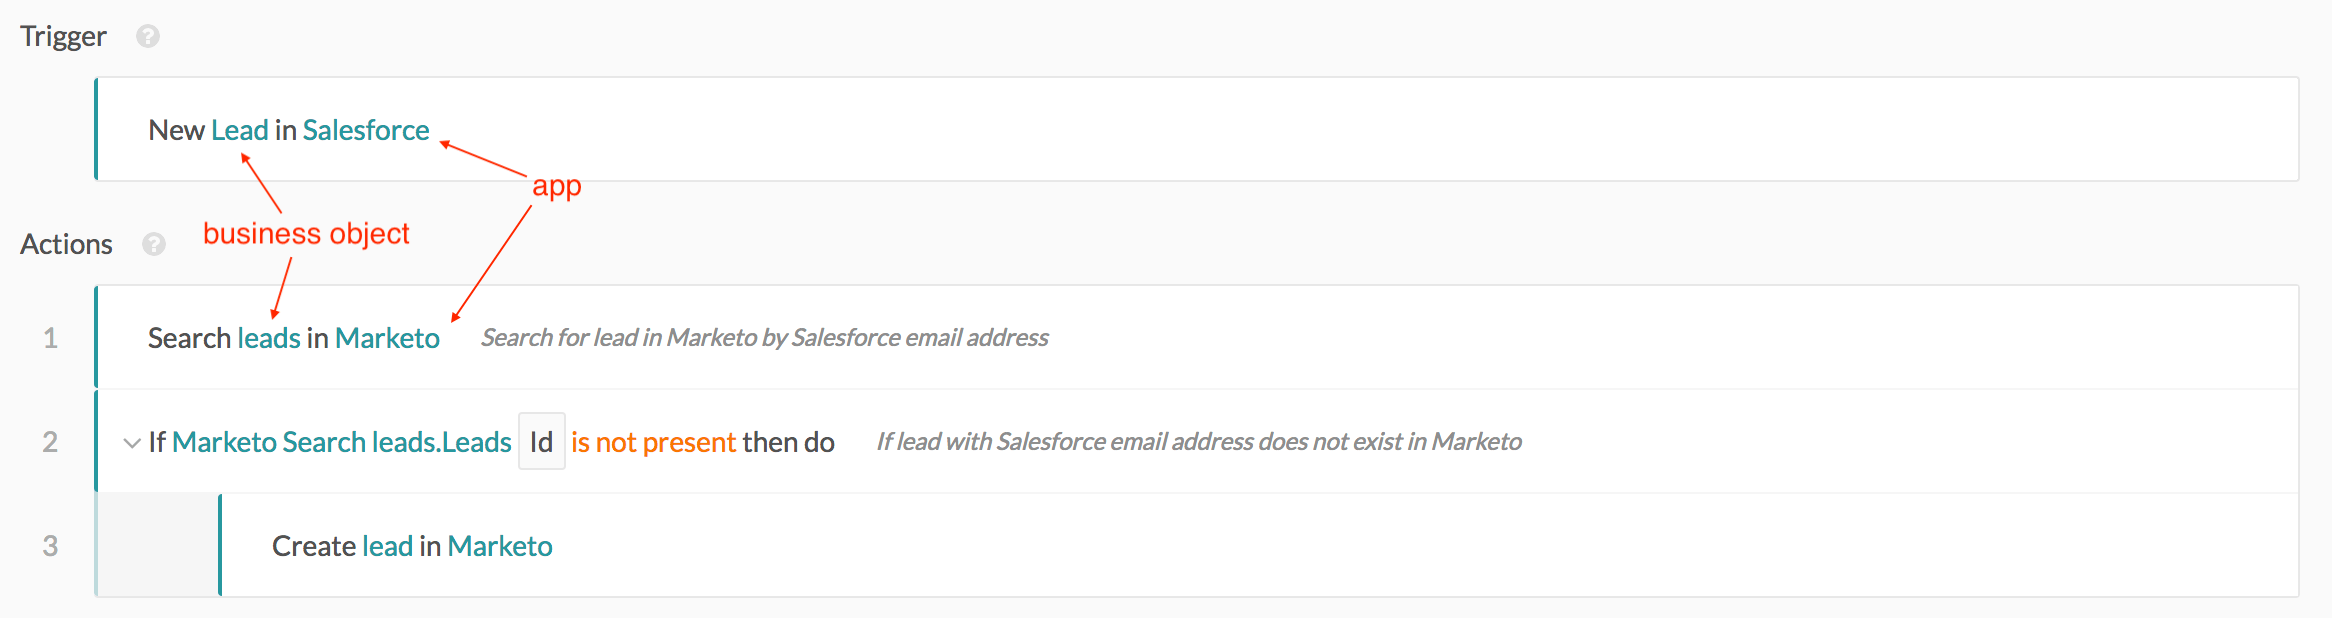 Trigger ?
New Lead in Salesforce
app
business object
Actions ?
1 Search leads in Marketo Search for lead in Marketo by Salesforce email address
2 If Marketo Search leads.Leads Id is not present then do If lead with Salesforce email address does not exist in Marketo
3 Create lead in Marketo